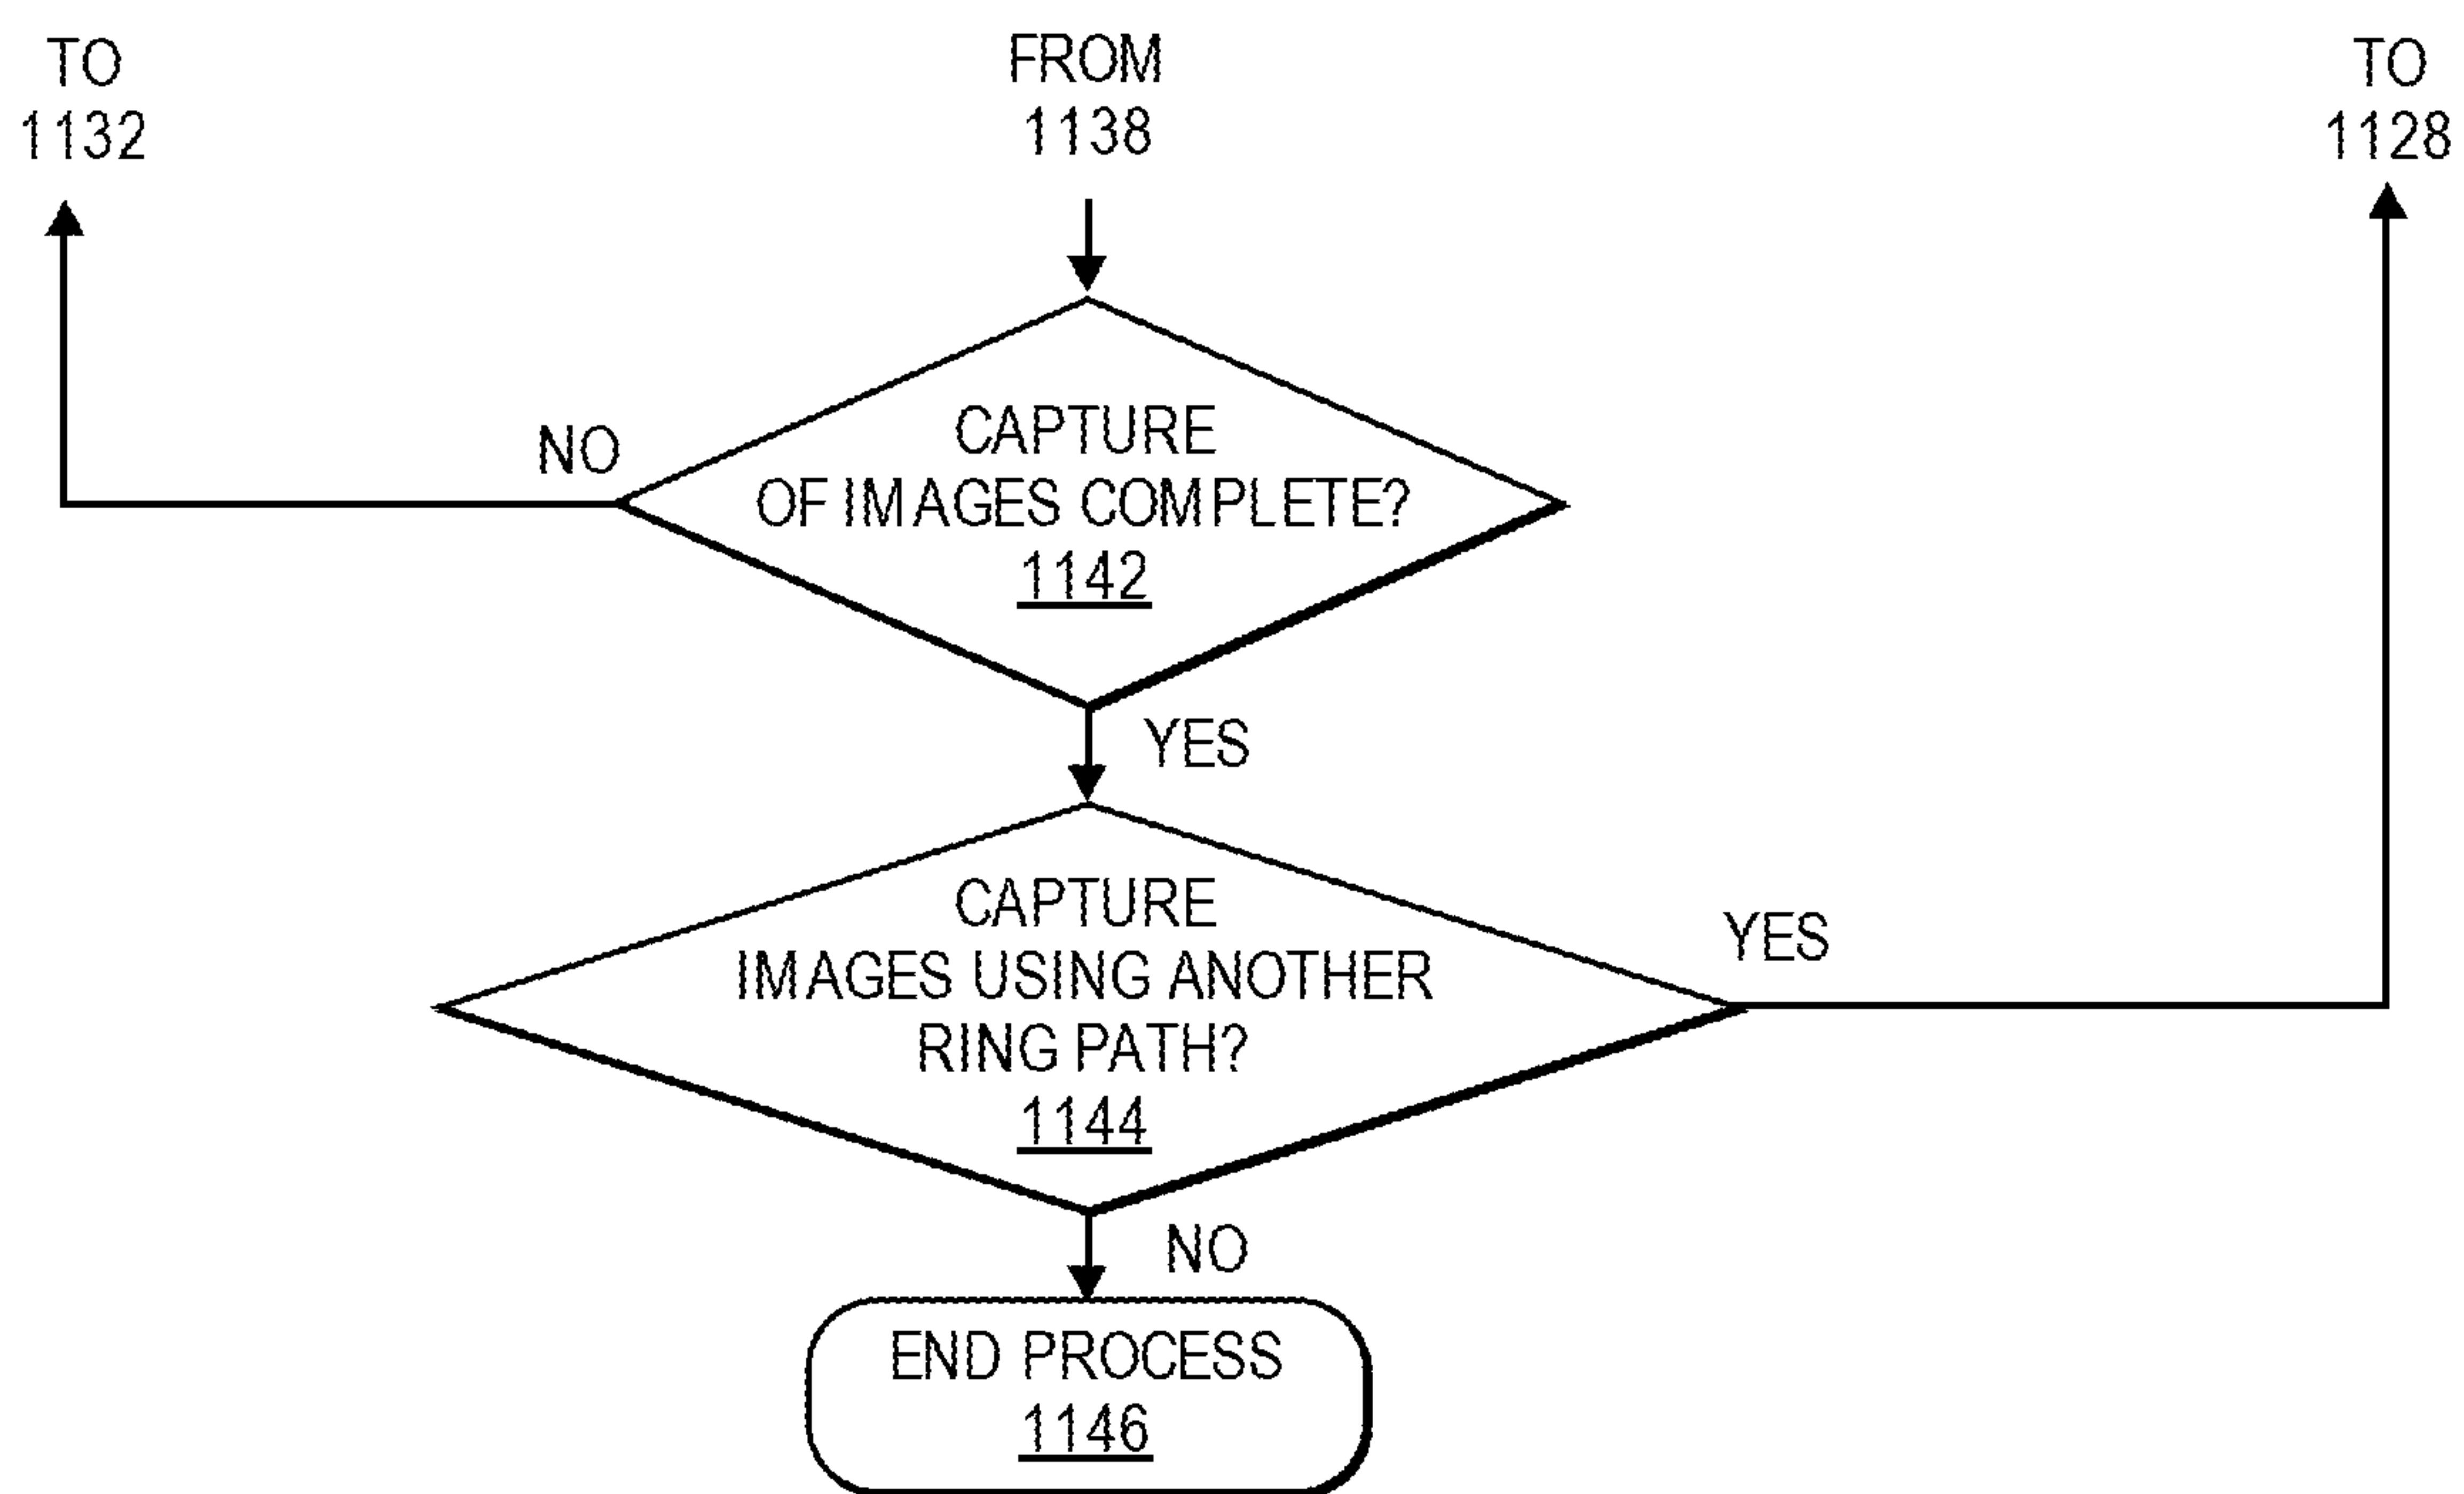 TO
1132
FROM
1138
TO
1128
NO
CAPTURE
OF IMAGES COMPLETE?
1142
YES
CAPTURE
IMAGES USING ANOTHER
RING PATH?
1144
YES
NO
END PROCESS
1146